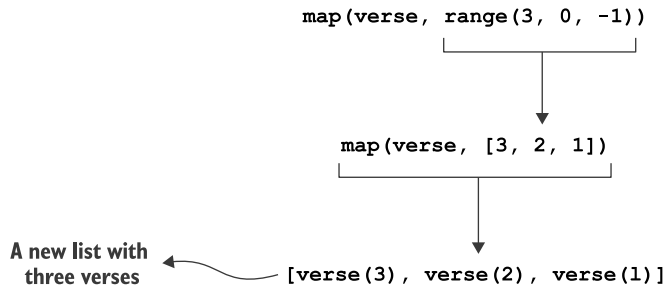 map(verse, range(3, 0, -1))
map(verse, [3, 2, 1])
A new list with
three verses
[verse(3), verse(2), verse(1)]